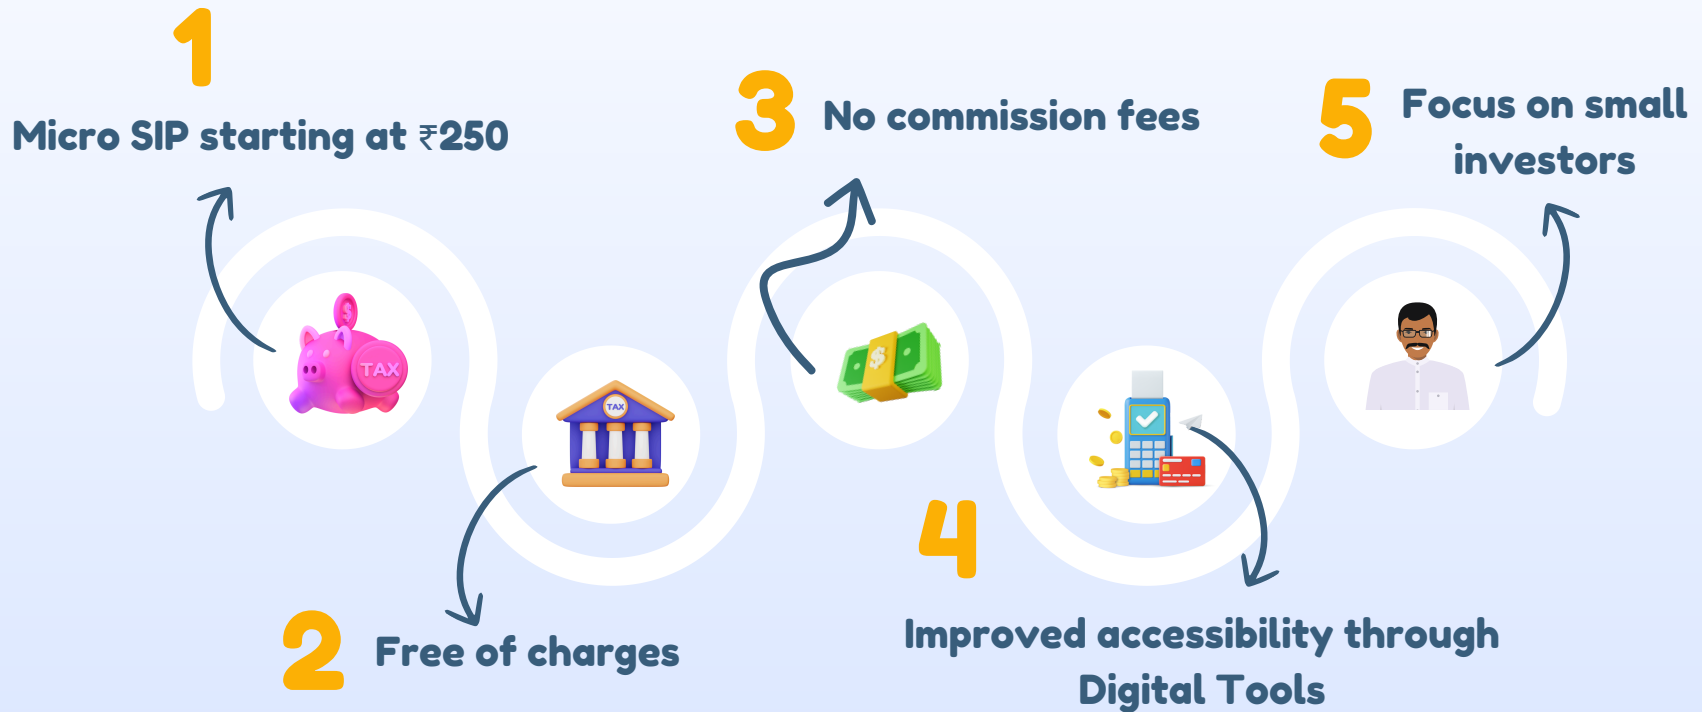 1
Micro SIP starting at ₹250
$
TAX
TAX
2
Free of charges
3
No commission fees
$
4
Improved accessibility through
Digital Tools
5
Focus on small
investors